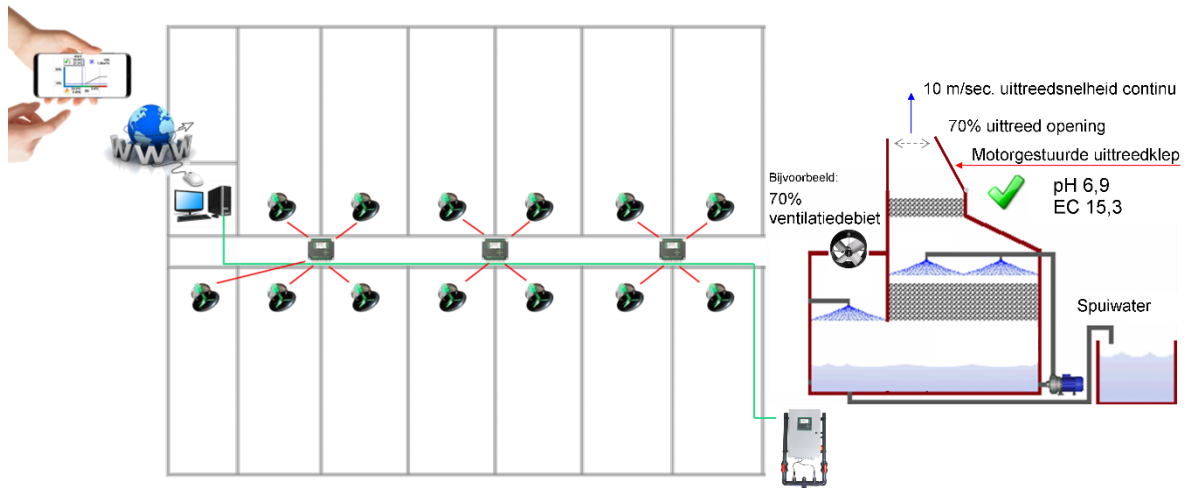 WWW
10 m/sec. uittreedsnelheid continu
70% uittreed opening
Motorgestuurde uittreedklep
Bijvoorbeeld:
70%
ventilatiedebiet
pH 6,9
EC 15,3
Spuiwater